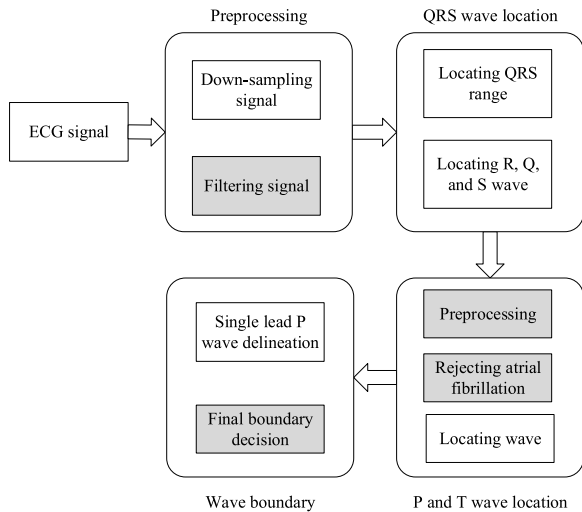 Preprocessing
QRS wave location
Down-sampling
signal
Locating QRS
range
ECG signal
Filtering signal
Locating R, Q,
and S wave
Single lead P
wave delineation
Preprocessing
Rejecting atrial
fibrillation
Final boundary
decision
Locating wave
Wave boundary
P and T wave location